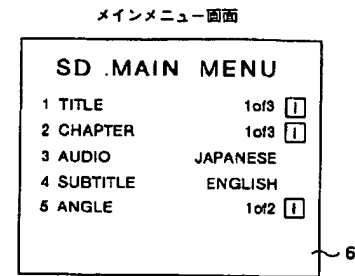 メインメニュー画面
SD .MAIN MENU
1 TITLE 1of3 i
2 CHAPTER 1of3 i
3 AUDIO JAPANESE
4 SUBTITLE ENGLISH
5 ANGLE 1of2 i
6